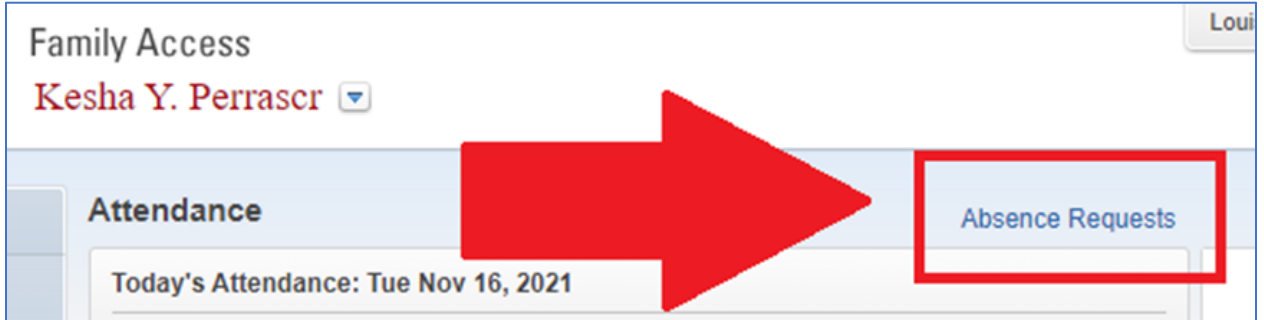 Family Access
Kesha Y. Perrascr
Attendance
Absence Requests
Today's Attendance: Tue Nov 16, 2021